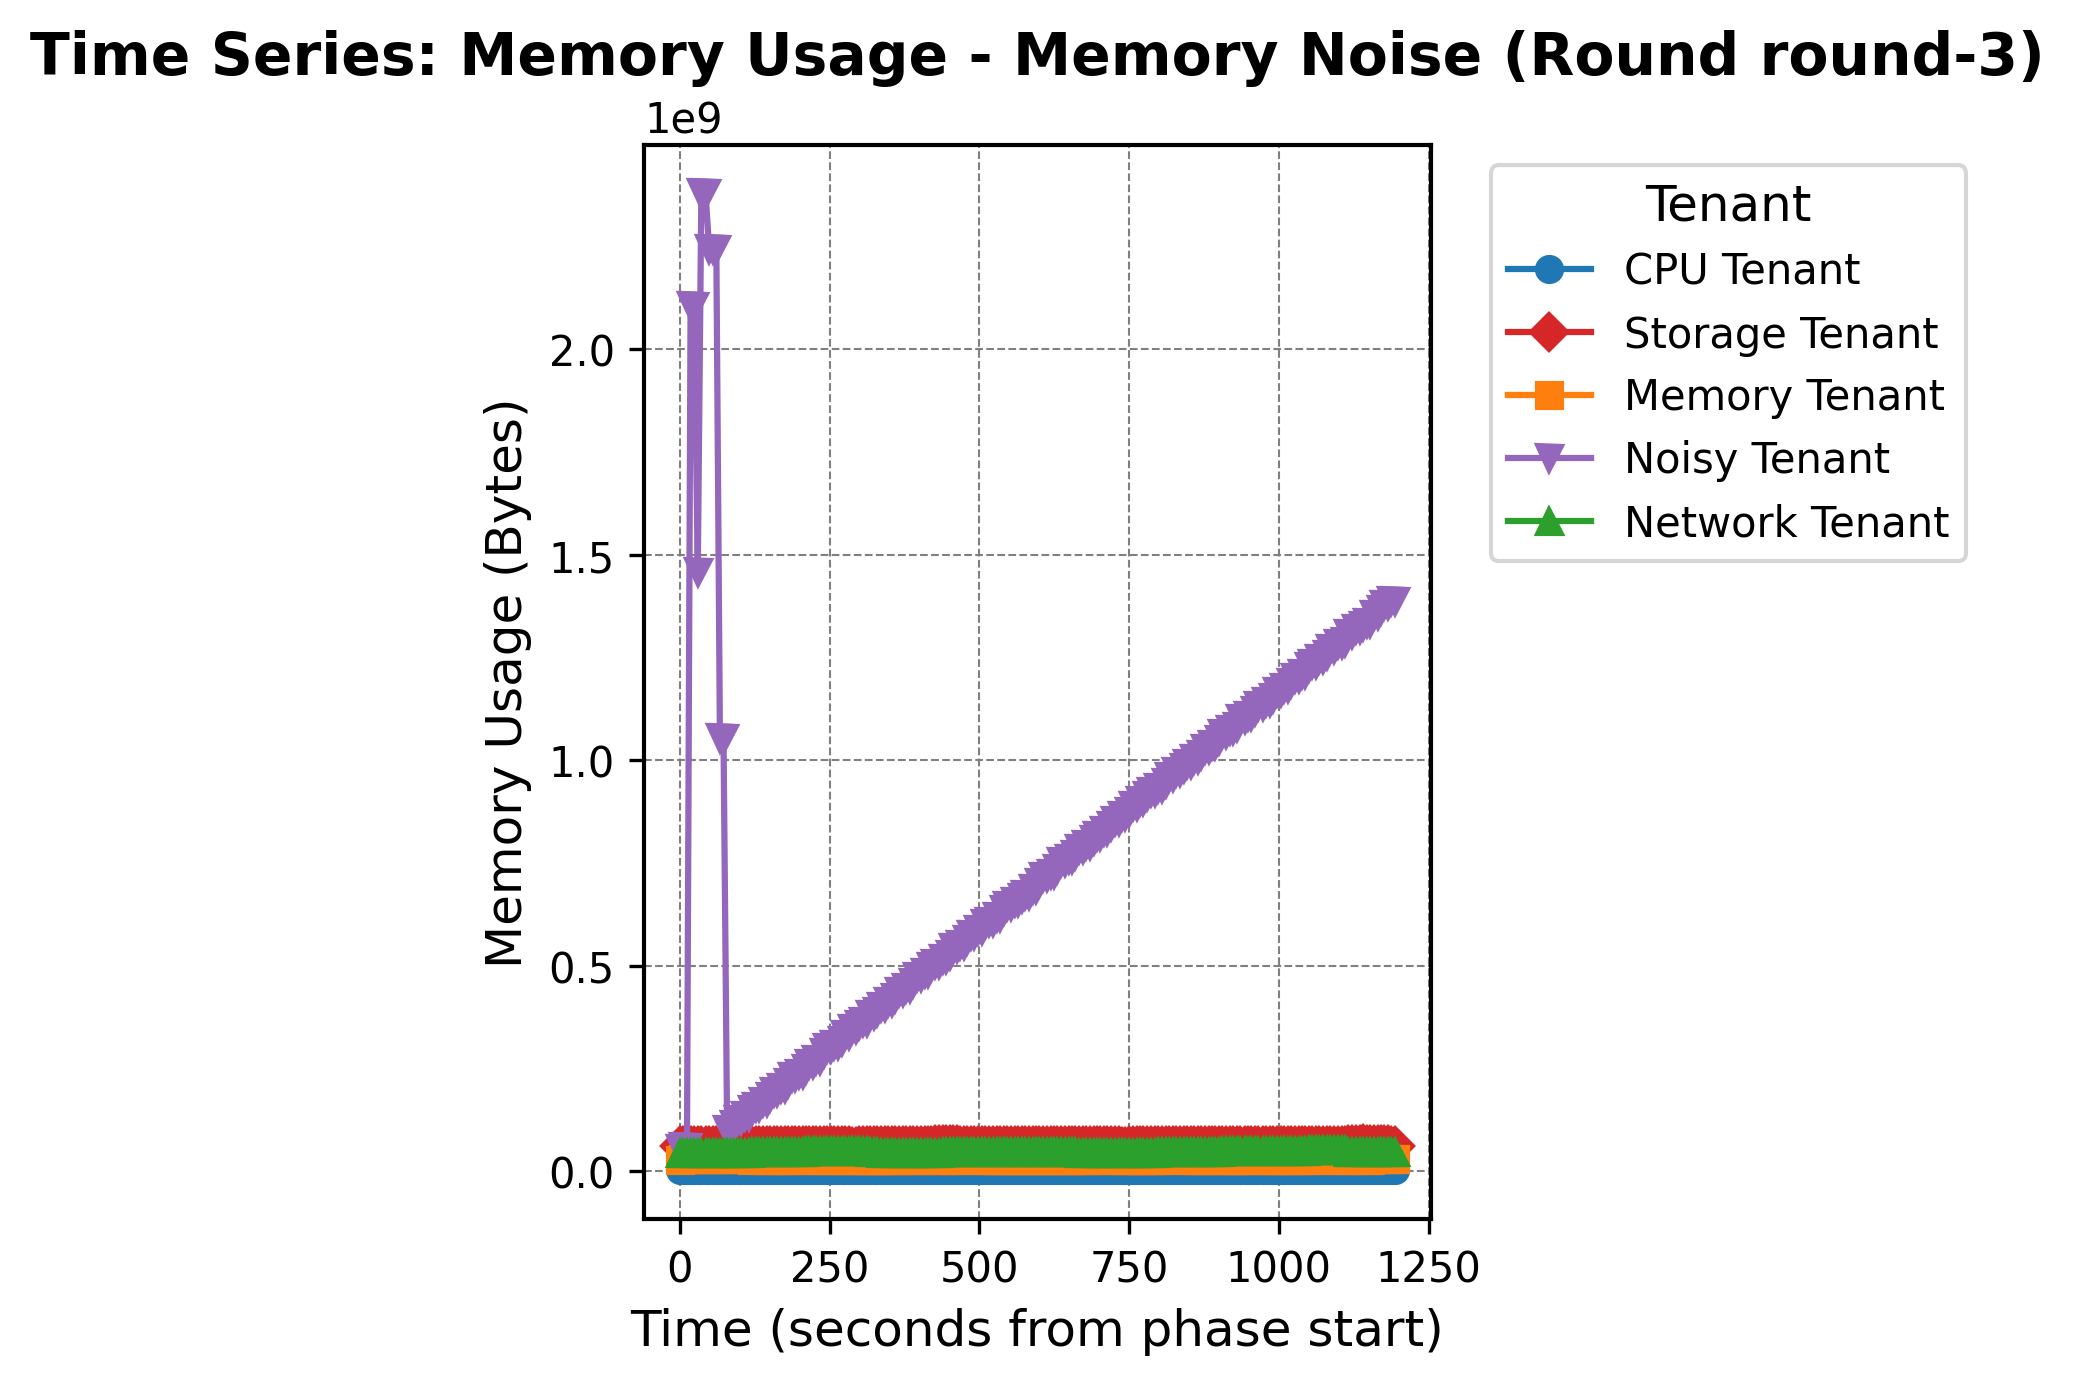 Time Series: Memory Usage - Memory Noise (Round round-3)
1e9
2.0
1.5
1.0
0.5
0.0
Memory Usage (Bytes)
0 250 500 750 1000 1250
Time (seconds from phase start)
Tenant
CPU Tenant
Storage Tenant
Memory Tenant
Noisy Tenant
Network Tenant